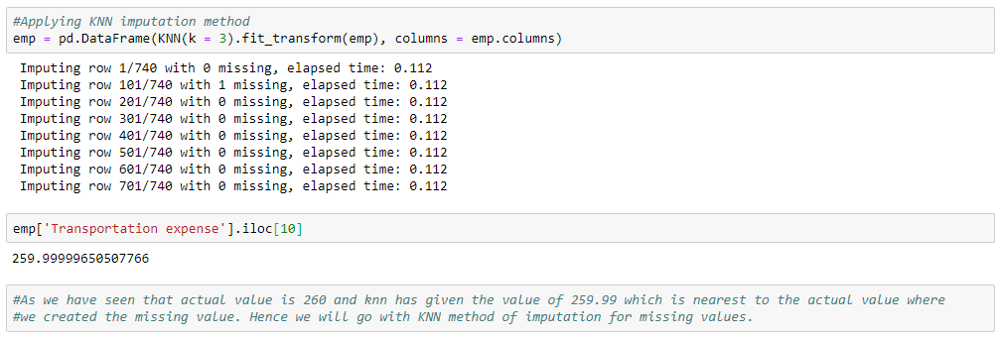 #Applying KNN imputation method
emp = pd.DataFrame(KNN(k = 3).fit_transform(emp), columns = emp.columns)
Imputing row 1/740 with 0 missing, elapsed time: 0.112
Imputing row 101/740 with 1 missing, elapsed time: 0.112
Imputing row 201/740 with 0 missing, elapsed time: 0.112
Imputing row 301/740 with 0 missing, elapsed time: 0.112
Imputing row 401/740 with 0 missing, elapsed time: 0.112
Imputing row 501/740 with 0 missing, elapsed time: 0.112
Imputing row 601/740 with 0 missing, elapsed time: 0.112
Imputing row 701/740 with 0 missing, elapsed time: 0.112
emp['Transportation expense'].iloc[10]
259.99999650507766
#As we have seen that actual value is 260 and knn has given the value of 259.99 which is nearest to the actual value where
#we created the missing value. Hence we will go with KNN method of imputation for missing values.